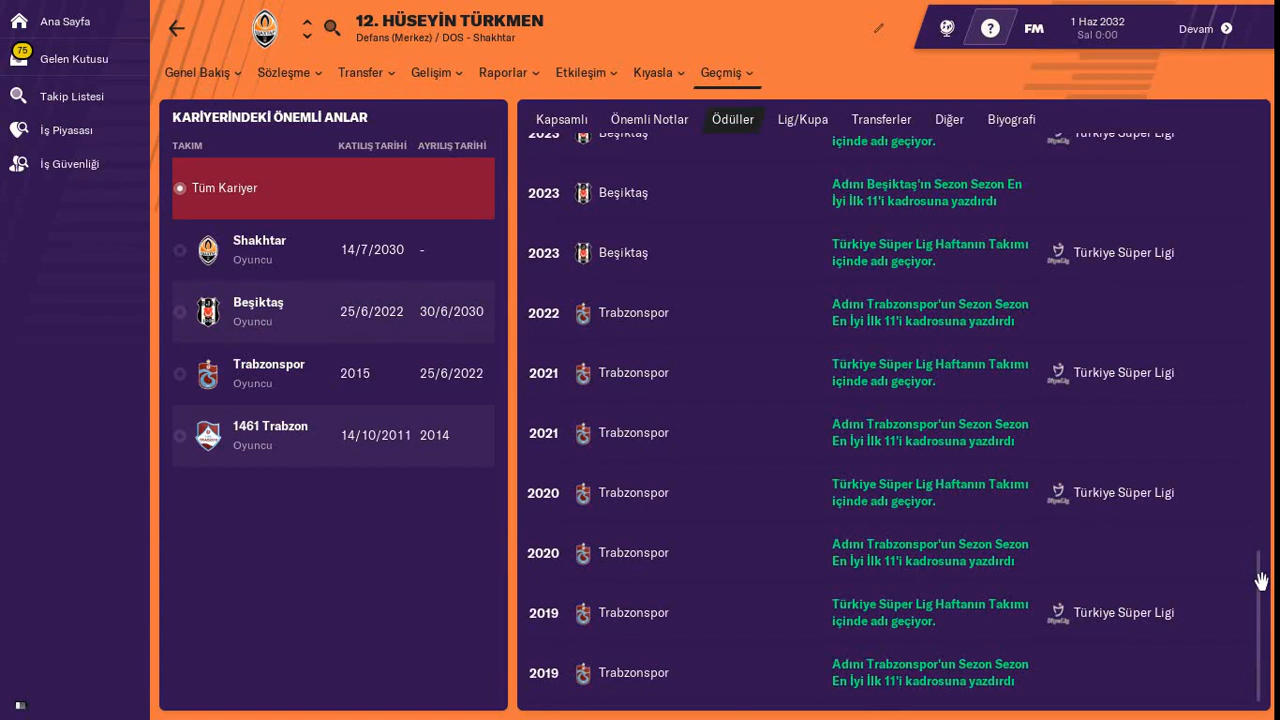 Ana Sayfa
75
Gelen Kutusu
Takip Listesi
İş Piyasası
İş Güvenliği
12. HÜSEYİN TÜRKMEN
Defans (Merkez) / DOS - Shakhtar
?
FM
1 Haz 2032
Sal 0:00
Devam
Genel Bakış
Sözleşme
Transfer
Gelişim
Raporlar
Etkileşim
Kıyasla
Geçmiş
KARİYERİNDEKİ ÖNEMLİ ANLAR
TAKIM KATILIŞ TARİHİ AYRILIŞ TARİHİ
Tüm Kariyer
Shakhtar 14/7/2030 -
Oyuncu
Beşiktaş 25/6/2022 30/6/2030
Oyuncu
Trabzonspor 2015 25/6/2022
Oyuncu
1461 Trabzon 14/10/2011 2014
Oyuncu
Kapsamlı Önemli Notlar Ödüller Lig/Kupa Transferler Diğer Biyografi
2023 Beşiktaş Türkiye Süper Ligi
içinde adı geçiyor.
2023 Beşiktaş Adını Beşiktaş'ın Sezon Sezon En
İyi İlk 11'i kadrosuna yazdırdı
2023 Beşiktaş Türkiye Süper Lig Haftanın Takımı Türkiye Süper Ligi
içinde adı geçiyor.
2022 Trabzonspor Adını Trabzonspor'un Sezon Sezon
En İyi İlk 11'i kadrosuna yazdırdı
2021 Trabzonspor Türkiye Süper Lig Haftanın Takımı Türkiye Süper Ligi
içinde adı geçiyor.
2021 Trabzonspor Adını Trabzonspor'un Sezon Sezon
En İyi İlk 11'i kadrosuna yazdırdı
2020 Trabzonspor Türkiye Süper Lig Haftanın Takımı Türkiye Süper Ligi
içinde adı geçiyor.
2020 Trabzonspor Adını Trabzonspor'un Sezon Sezon
En İyi İlk 11'i kadrosuna yazdırdı
2019 Trabzonspor Türkiye Süper Lig Haftanın Takımı Türkiye Süper Ligi
içinde adı geçiyor.
2019 Trabzonspor Adını Trabzonspor'un Sezon Sezon
En İyi İlk 11'i kadrosuna yazdırdı